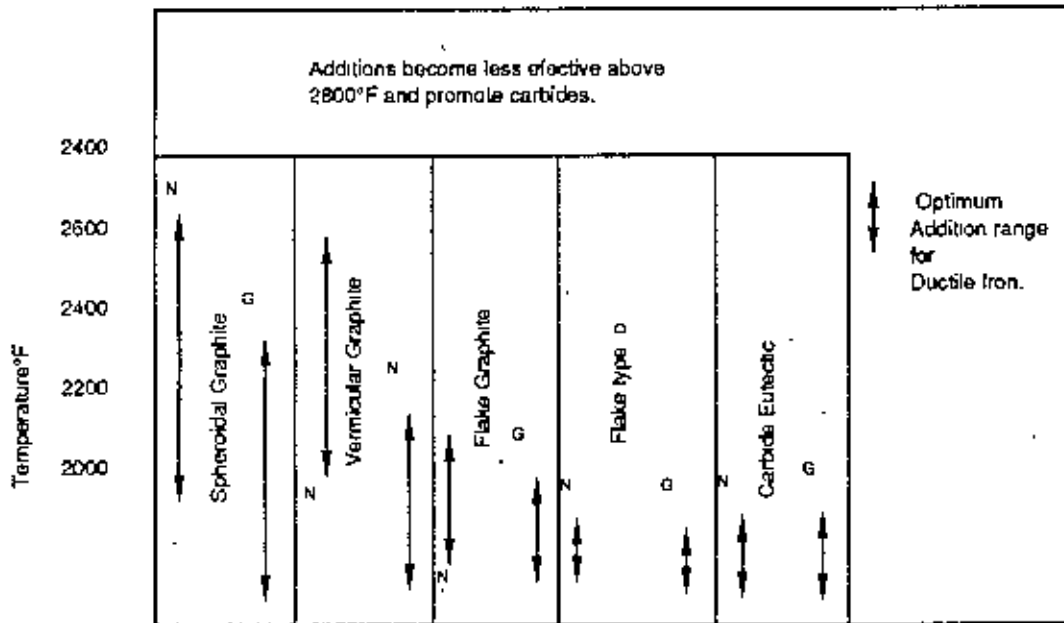 Additions become less efective above
2800°F and promote carbides.
2400
2600
2400
2200
2000
Temperature°F
N
G
Spheroidal Graphite
N
Vermicular Graphite
N
N
Flake Graphite
G
N
Flake type D
G
N
Carbide Eutectic
G
N
Optimum
Addition range
for
Ductile Iron.